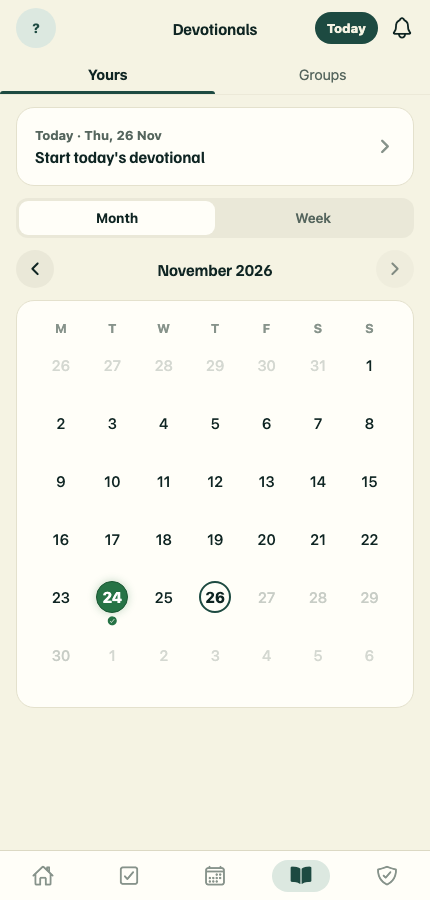 ?
Devotionals
Today
Yours
Groups
Today · Thu, 26 Nov
Start today's devotional
Month
Week
November 2026
M T W T F S S
26 27 28 29 30 31 1
2 3 4 5 6 7 8
9 10 11 12 13 14 15
16 17 18 19 20 21 22
23 24 25 26 27 28 29
30 1 2 3 4 5 6